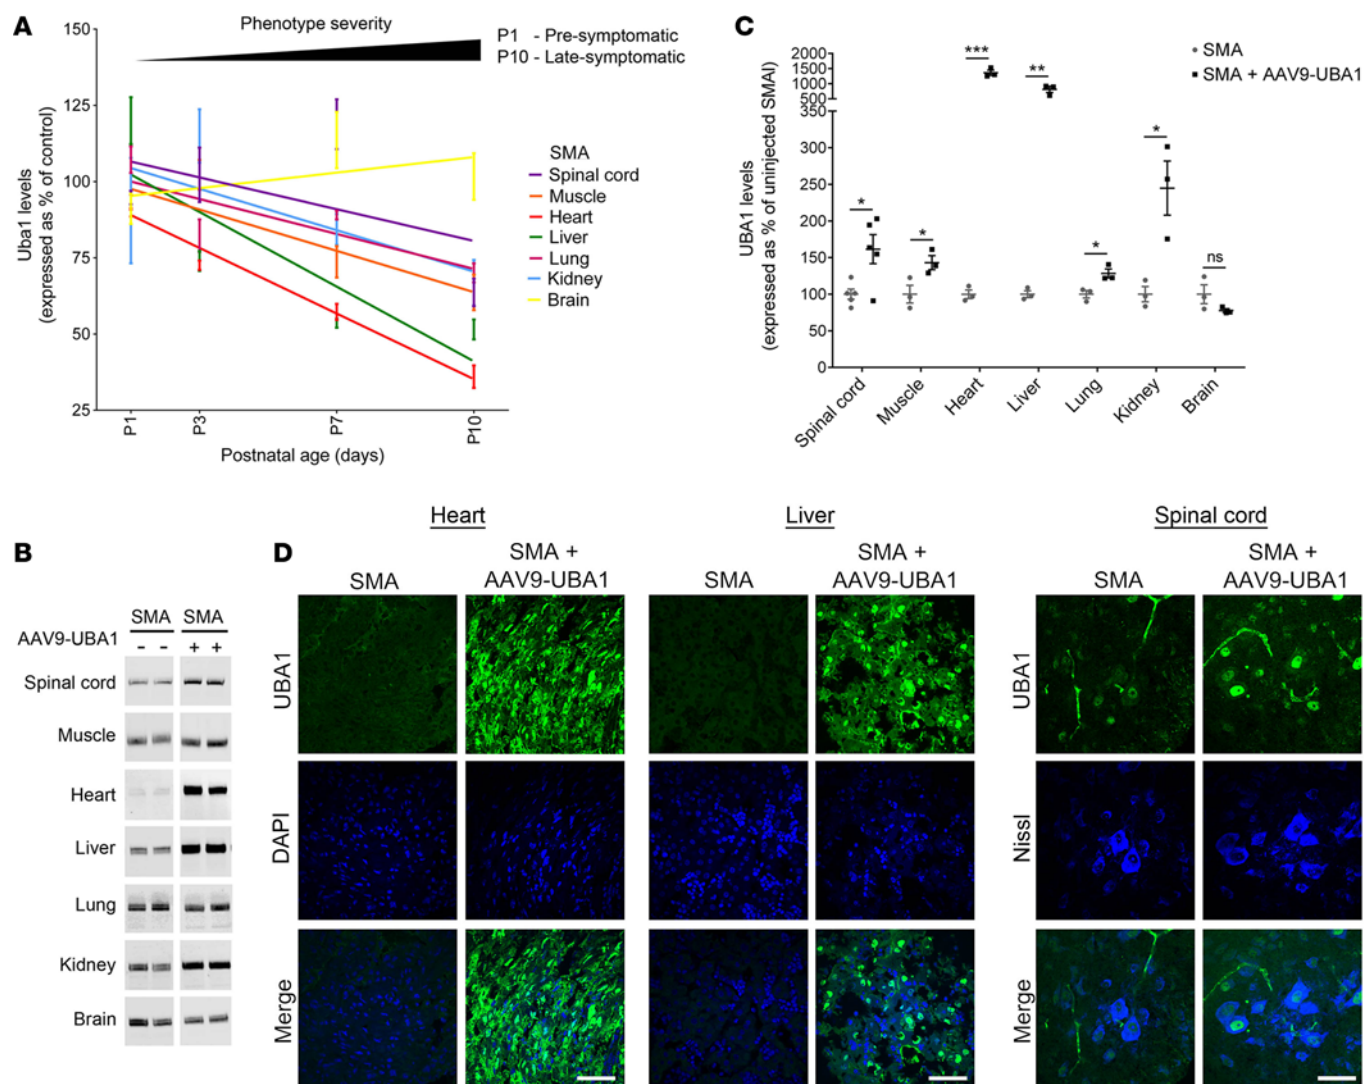 A
Phenotype severity
P1 - Pre-symptomatic
P10 - Late-symptomatic
150
125
100
75
50
25
Uba1 levels
(expressed as % of control)
P1
P3
P7
P10
Postnatal age (days)
SMA
Spinal cord
Muscle
Heart
Liver
Lung
Kidney
Brain
C
SMA
SMA + AAV9-UBA1
UBA1 levels
(expressed as % of uninjected SMAI)
2000
1500
1000
500
350
300
250
200
150
100
50
0
*
*
***
**
*
*
ns
Spinal cord
Muscle
Heart
Liver
Lung
Kidney
Brain
B
SMA SMA
AAV9-UBA1 - - + +
Spinal cord
Muscle
Heart
Liver
Lung
Kidney
Brain
D
Heart
Liver
Spinal cord
SMA
SMA +
AAV9-UBA1
SMA
SMA +
AAV9-UBA1
SMA
SMA +
AAV9-UBA1
UBA1
DAPI
Merge
UBA1
Nissl
Merge